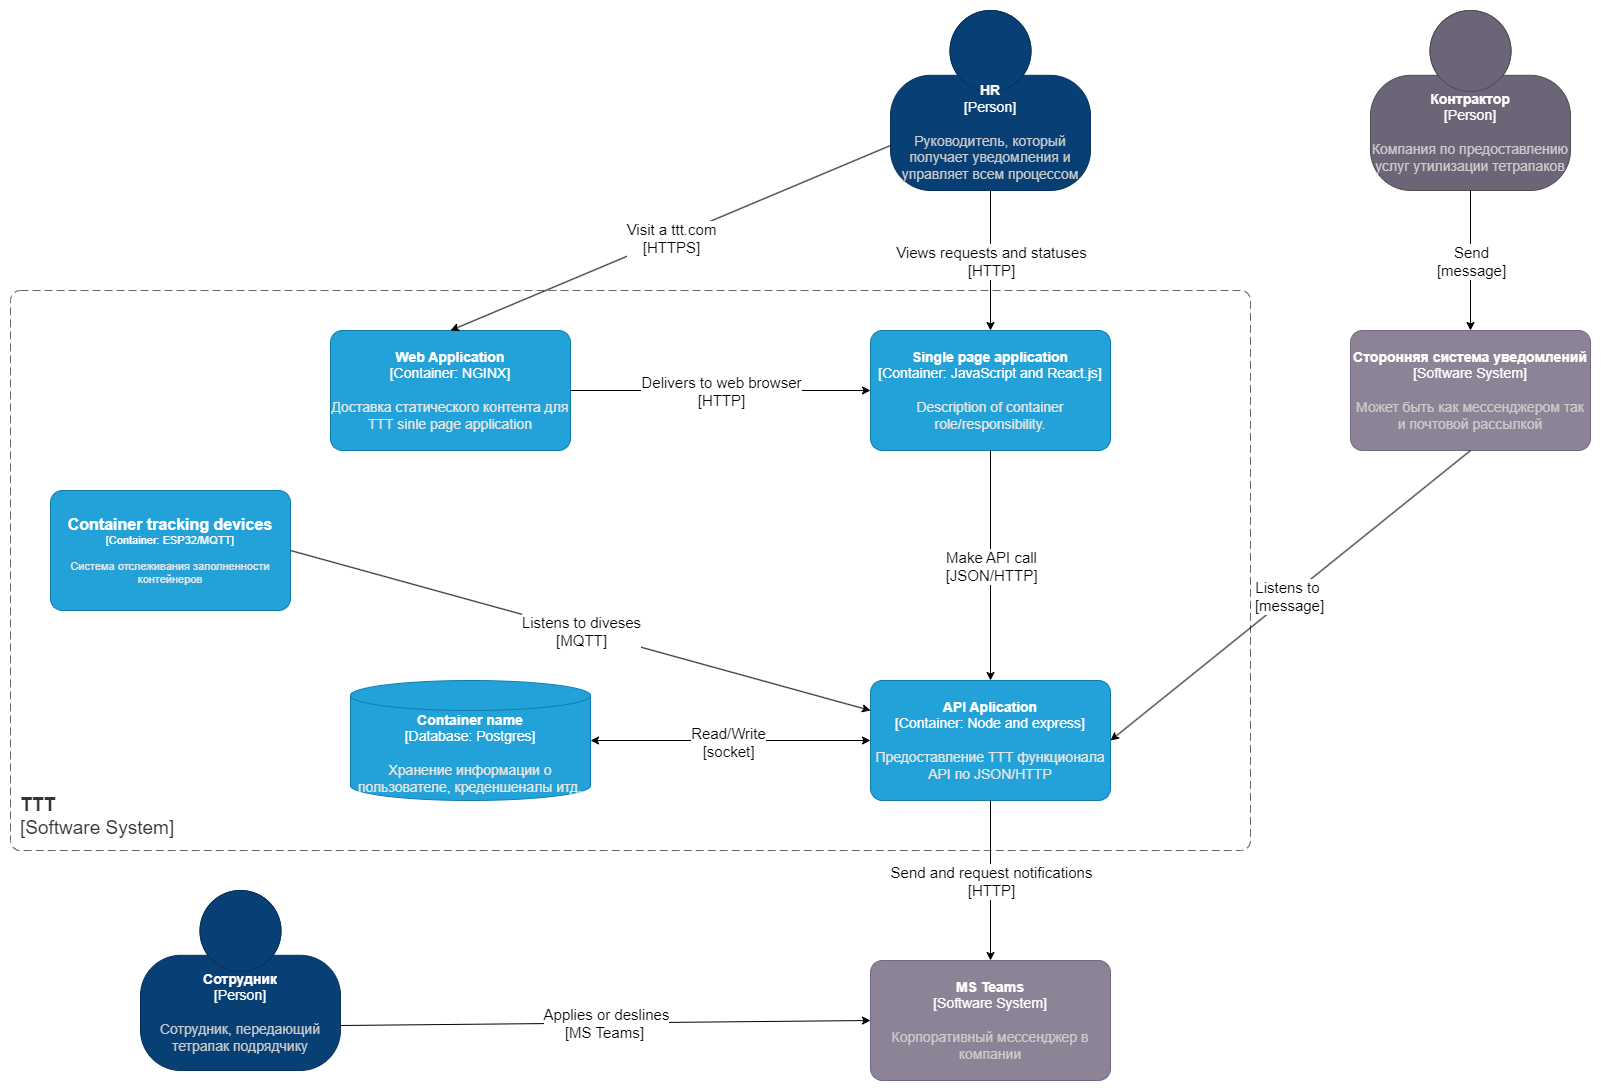 HR
[Person]
Руководитель, который
получает уведомления и
управляет всем процессом
Контрактор
[Person]
Компания по предоставлению
услуг утилизации тетрапаков
Visit a ttt.com
[HTTPS]
Views requests and statuses
[HTTP]
Send
[message]
Web Application
[Container: NGINX]
Доставка статического контента для
TTT sinle page application
Delivers to web browser
[HTTP]
Single page application
[Container: JavaScript and React.js]
Description of container
role/responsibility.
Сторонняя система уведомлений
[Software System]
Может быть как мессенджером так
и почтовой рассылкой
Container tracking devices
[Container: ESP32/MQTT]
Система отслеживания заполненности
контейнеров
Make API call
[JSON/HTTP]
Listens to
[message]
Listens to diveses
[MQTT]
Container name
[Database: Postgres]
Хранение информации о
пользователе, креденшеналы итд.
Read/Write
[socket]
API Aplication
[Container: Node and express]
Предоставление TTT функционала
API по JSON/HTTP
TTT
[Software System]
Send and request notifications
[HTTP]
Сотрудник
[Person]
Сотрудник, передающий
тетрапак подрядчику
Applies or deslines
[MS Teams]
MS Teams
[Software System]
Корпоративный мессенджер в
компании